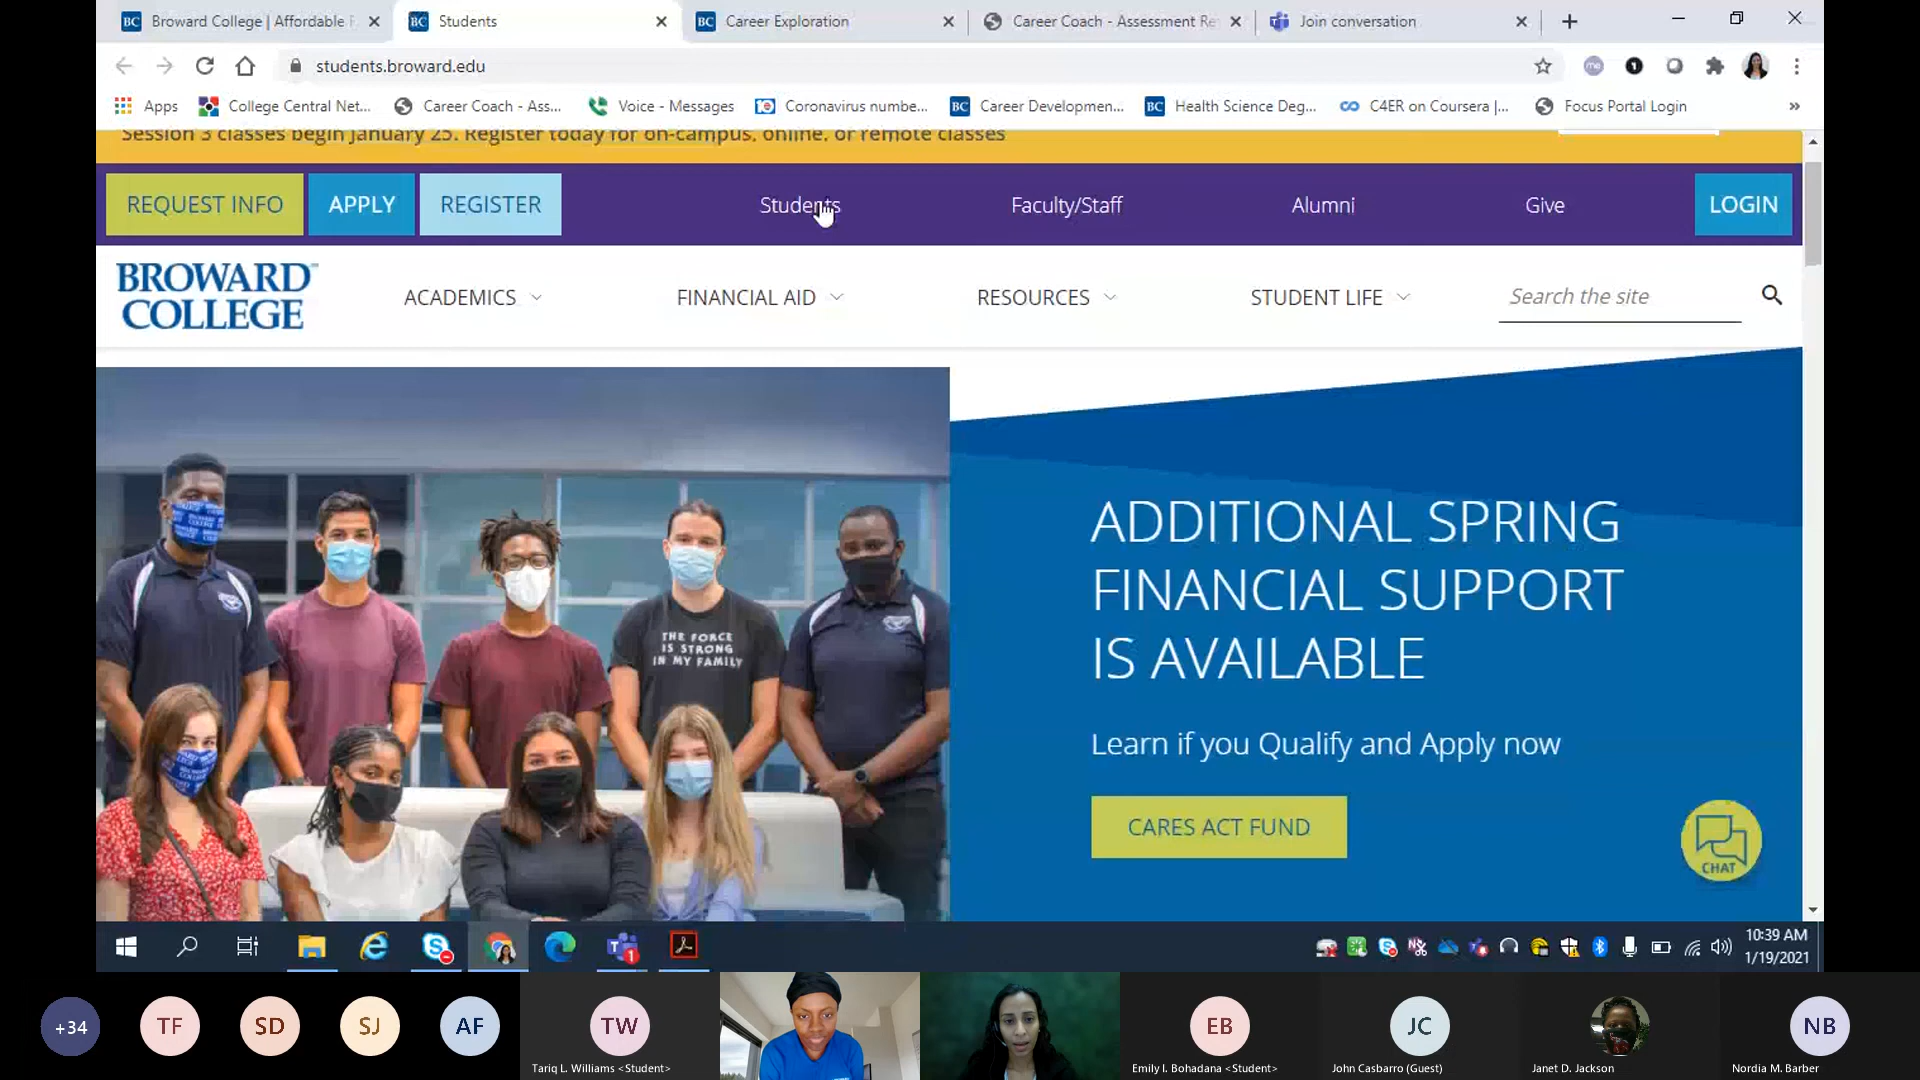 Broward College | Affordable
Students
Career Exploration
Career Coach - Assessment Re
Join conversation
students.broward.edu
Apps
College Central Net...
Career Coach - Ass...
Voice - Messages
Coronavirus numbe...
Career Developmen...
Health Science Deg...
C4ER on Coursera |...
Focus Portal Login
»
Session 3 classes begin January 25. Register today for on-campus, online, or remote classes
REQUEST INFO
APPLY
REGISTER
Students
Faculty/Staff
Alumni
Give
LOGIN
BROWARD
COLLEGE
ACADEMICS
FINANCIAL AID
RESOURCES
STUDENT LIFE
Search the site
THE FORCE
IS STRONG
IN MY FAMILY
ADDITIONAL SPRING
FINANCIAL SUPPORT
IS AVAILABLE
Learn if you Qualify and Apply now
CARES ACT FUND
CHAT
10:39 AM
1/19/2021
+34
TF
SD
SJ
AF
TW
Tariq L. Williams <Student>
EB
Emily I. Bohadana <Student>
JC
John Casbarro (Guest)
Janet D. Jackson
NB
Nordia M. Barber